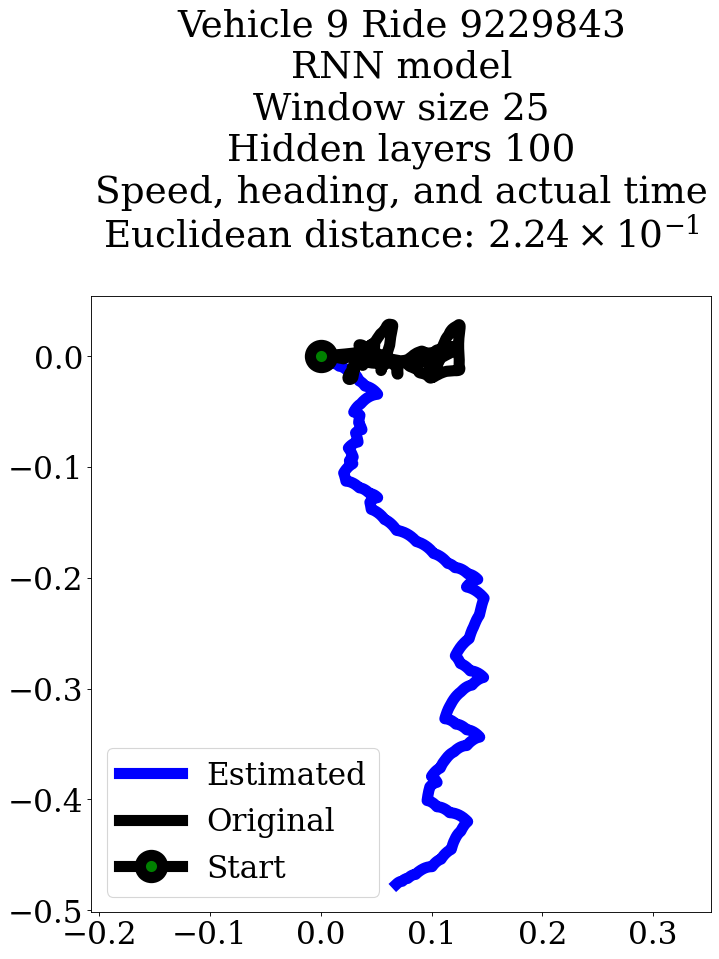 Vehicle 9 Ride 9229843
RNN model
Window size 25
Hidden layers 100
Speed, heading, and actual time
Euclidean distance: 2.24 × 10⁻¹
0.0
−0.1
−0.2
−0.3
−0.4
−0.5
Estimated
Original
Start
−0.2 −0.1 0.0 0.1 0.2 0.3